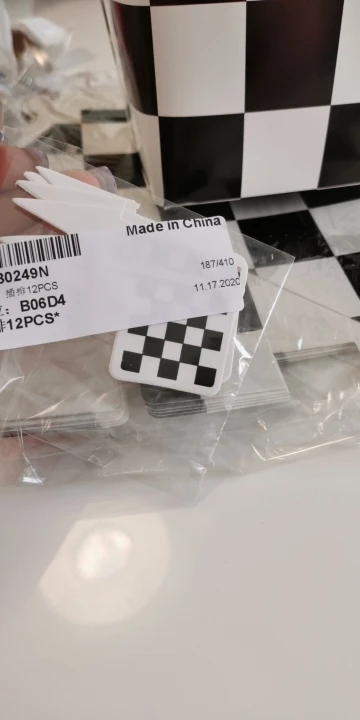 Made in China
80249N
187/410
插排12PCS
11.17.2020
: B06D4
12PCS*